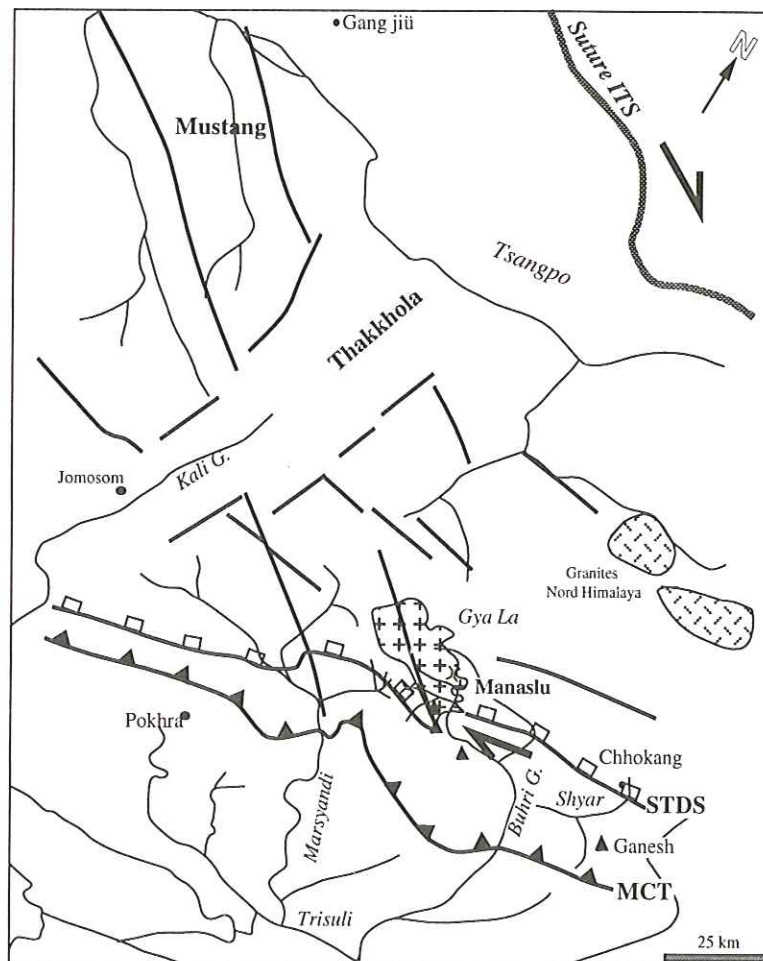 Gang jiü
N
Suture ITS
Mustang
Tsangpo
Thakkhola
Kali G.
Jomosom
Granites
Nord Himalaya
Gya La
Manaslu
Pokhra
Chhokang
Marsyandi
Buhri G.
Shyar
STDS
Ganesh
MCT
Trisuli
25 km